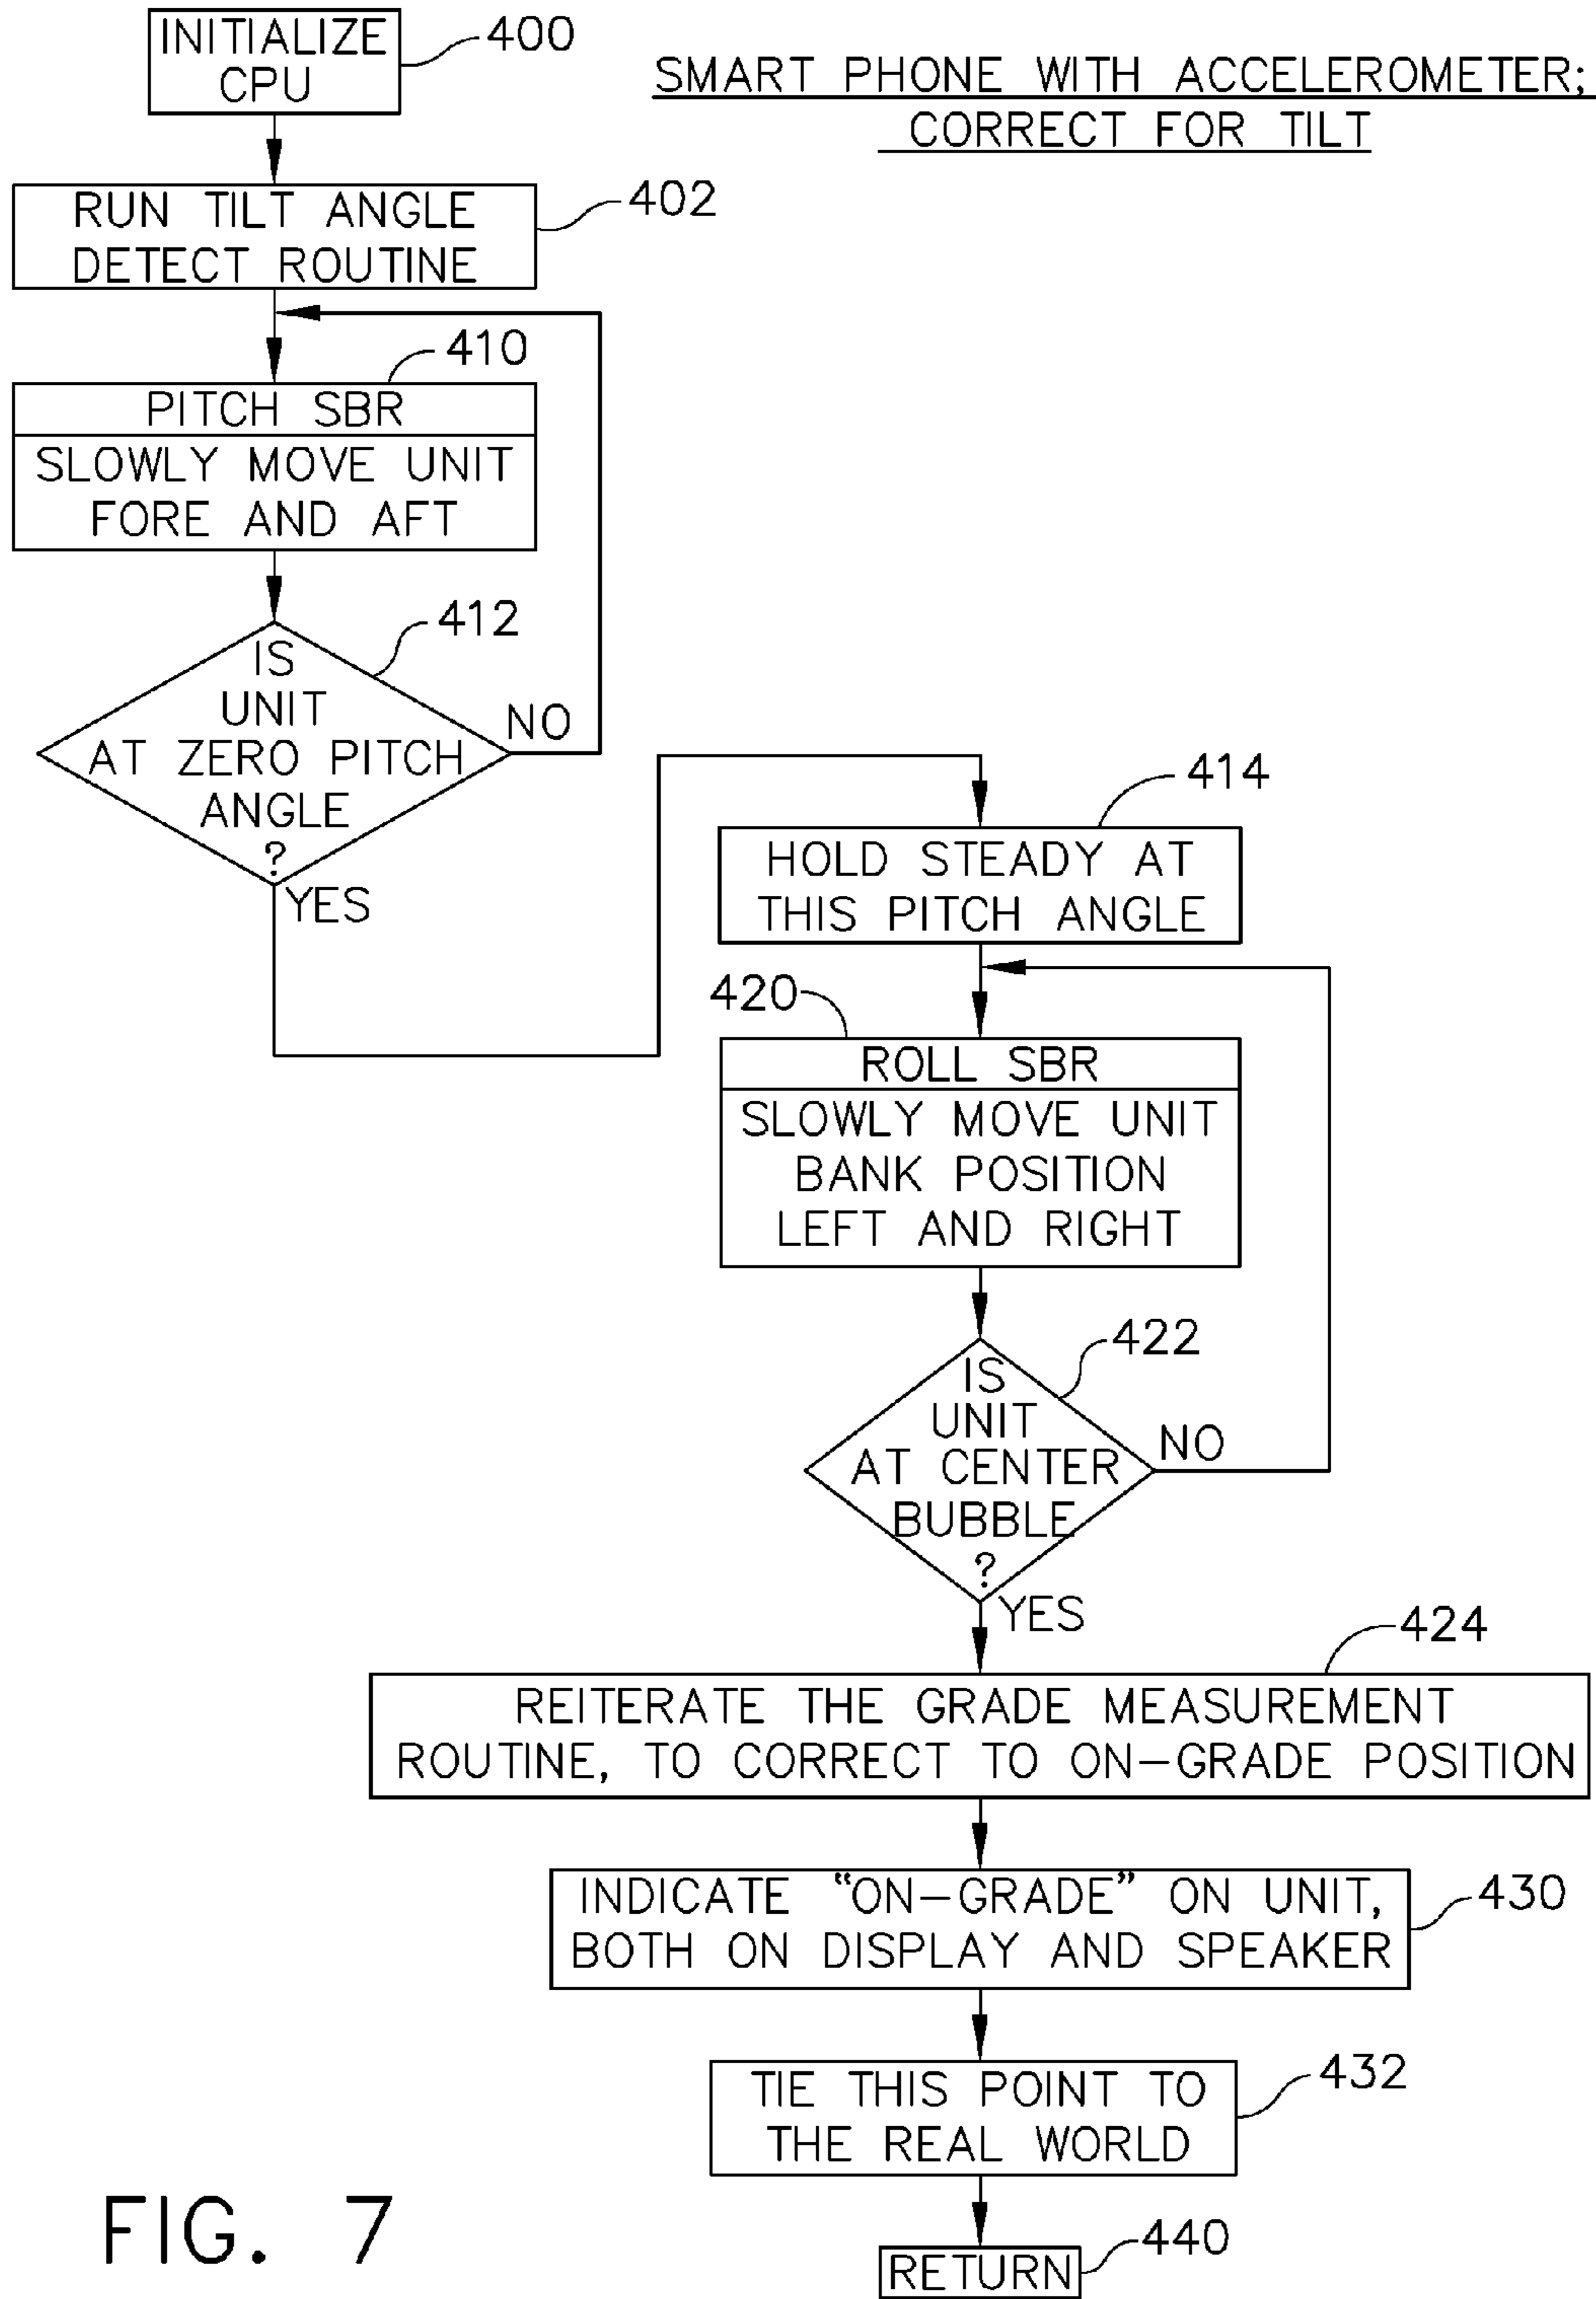 INITIALIZE
CPU
400
SMART PHONE WITH ACCELEROMETER;
CORRECT FOR TILT
RUN TILT ANGLE
DETECT ROUTINE
402
410
PITCH SBR
SLOWLY MOVE UNIT
FORE AND AFT
412
IS
UNIT
AT ZERO PITCH
ANGLE
?
NO
YES
414
HOLD STEADY AT
THIS PITCH ANGLE
420
ROLL SBR
SLOWLY MOVE UNIT
BANK POSITION
LEFT AND RIGHT
422
IS
UNIT
AT CENTER
BUBBLE
?
NO
YES
424
REITERATE THE GRADE MEASUREMENT
ROUTINE, TO CORRECT TO ON-GRADE POSITION
INDICATE “ON-GRADE” ON UNIT,
BOTH ON DISPLAY AND SPEAKER
430
TIE THIS POINT TO
THE REAL WORLD
432
RETURN
440
FIG. 7